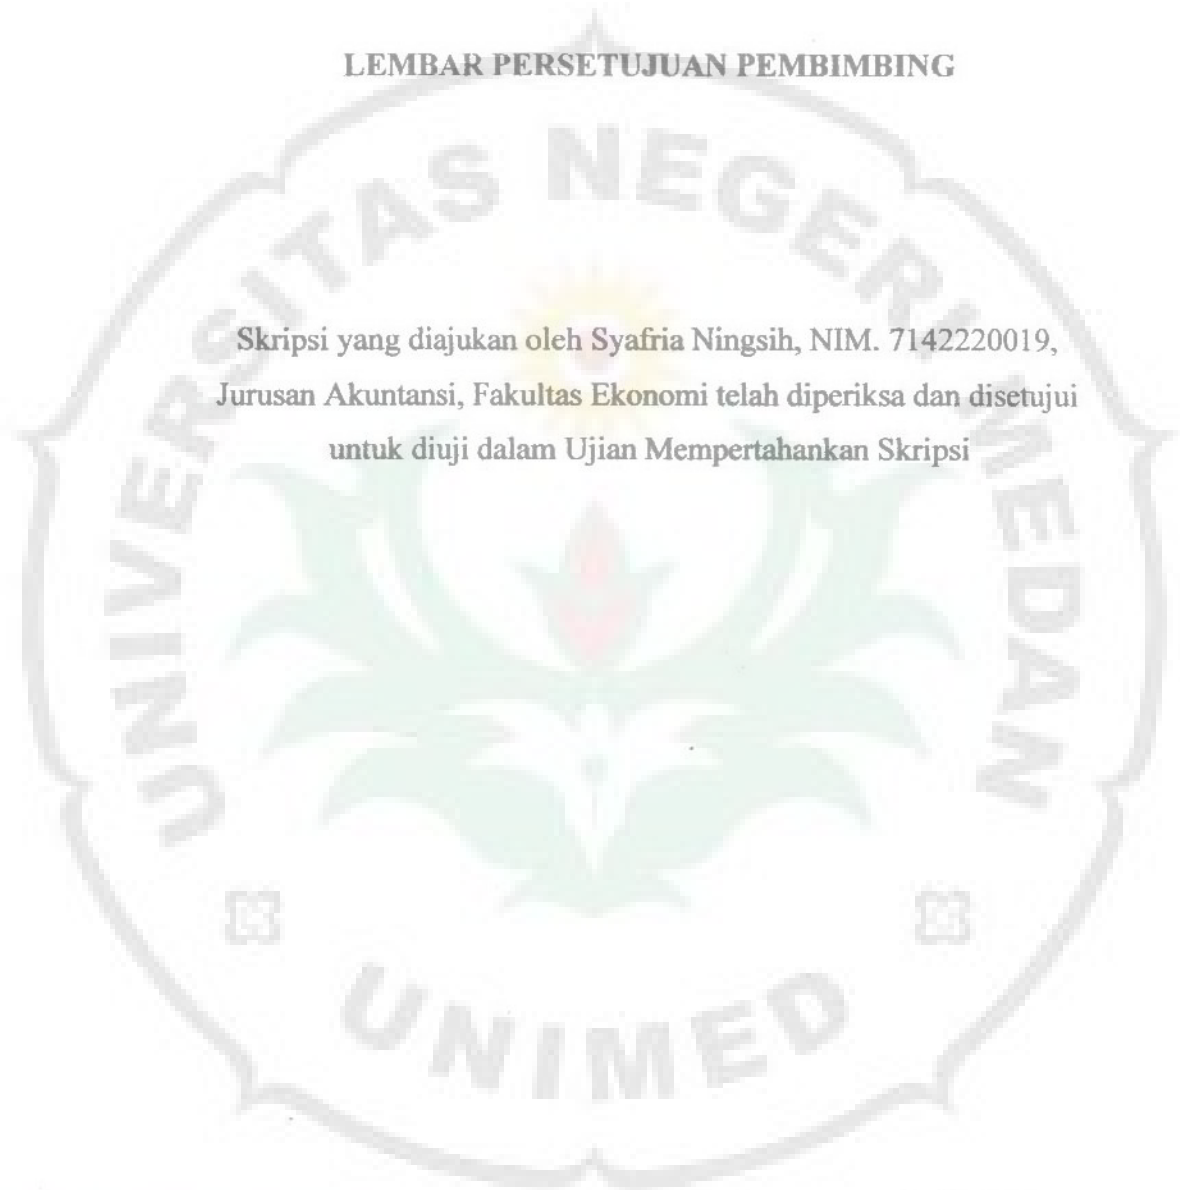 LEMBAR PERSETUJUAN PEMBIMBING
UNIVERSITAS NEGERI MEDAN
Skripsi yang diajukan oleh Syafria Ningsih, NIM. 7142220019,
Jurusan Akuntansi, Fakultas Ekonomi telah diperiksa dan disetujui
untuk diuji dalam Ujian Mempertahankan Skripsi
UNIMED